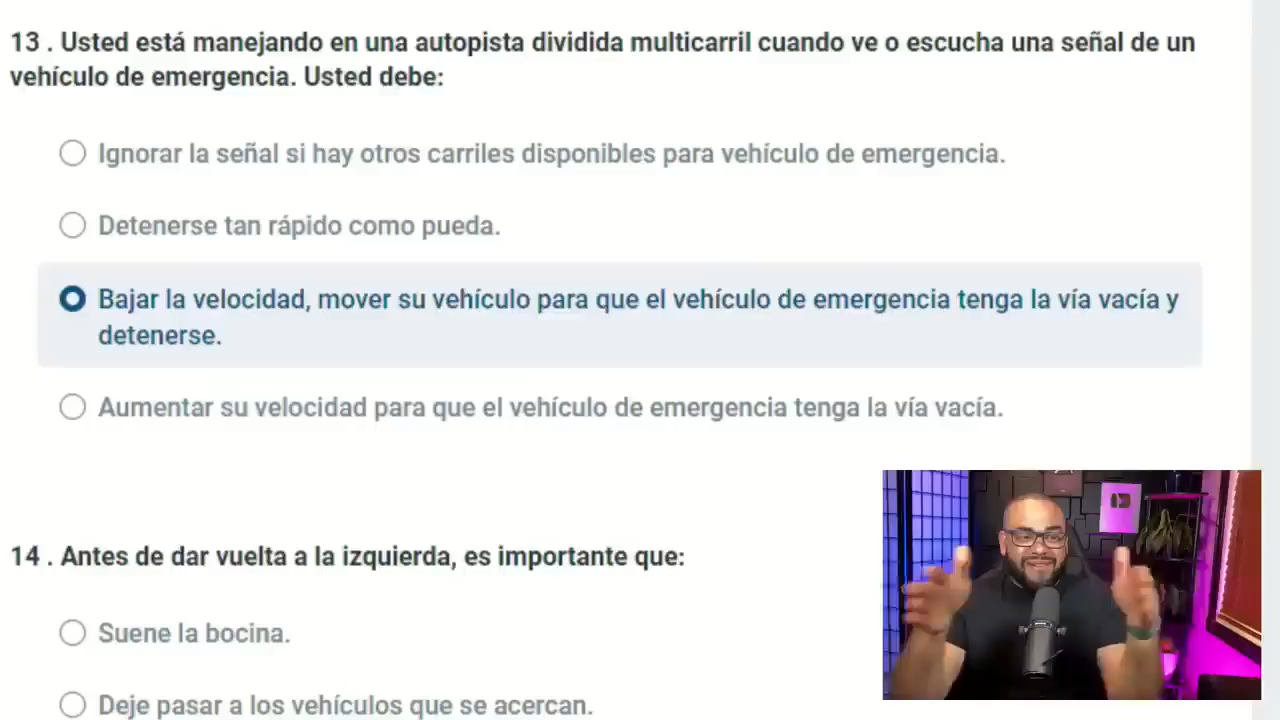 13 . Usted está manejando en una autopista dividida multicarril cuando ve o escucha una señal de un
vehículo de emergencia. Usted debe:
Ignorar la señal si hay otros carriles disponibles para vehículo de emergencia.
Detenerse tan rápido como pueda.
Bajar la velocidad, mover su vehículo para que el vehículo de emergencia tenga la vía vacía y
detenerse.
Aumentar su velocidad para que el vehículo de emergencia tenga la vía vacía.
14 . Antes de dar vuelta a la izquierda, es importante que:
Suene la bocina.
Deje pasar a los vehículos que se acercan.